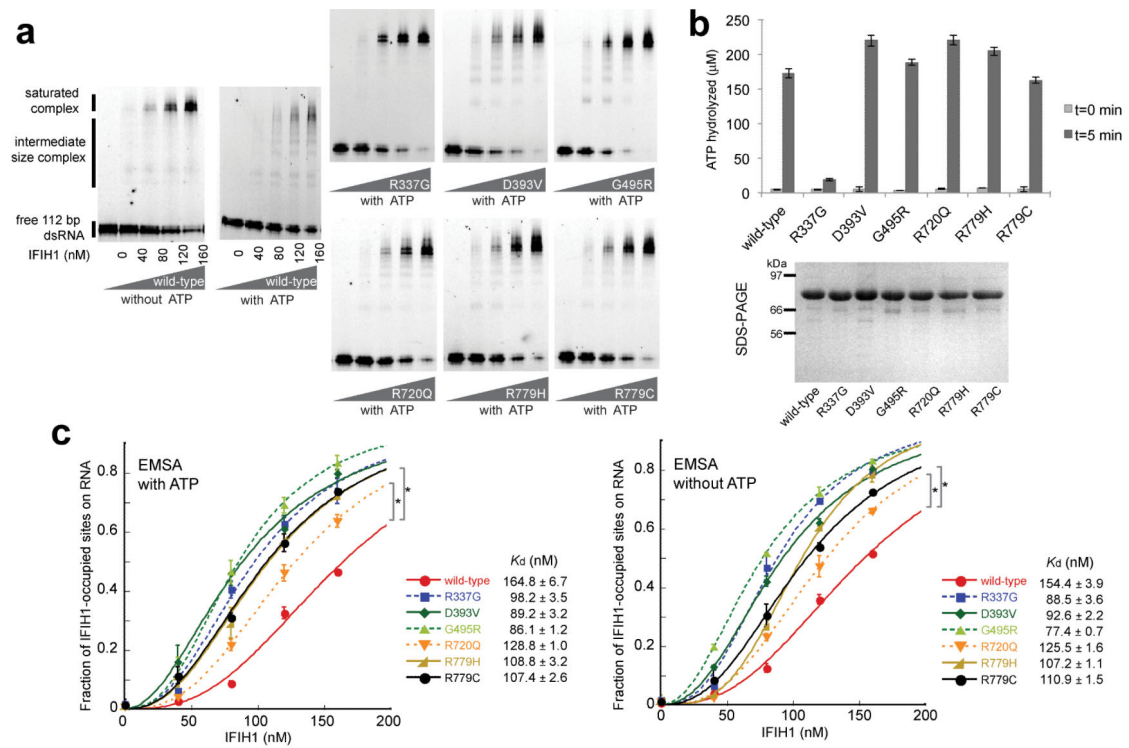 a
saturated
complex
intermediate
size complex
free 112 bp
dsRNA
IFIH1 (nM)
0 40 80 120 160
wild-type
without ATP
0 40 80 120 160
wild-type
with ATP
R337G
with ATP
D393V
with ATP
G495R
with ATP
R720Q
with ATP
R779H
with ATP
R779C
with ATP
b
ATP hydrolyzed (µM)
250
200
150
100
50
0
t=0 min
t=5 min
wild-type R337G D393V G495R R720Q R779H R779C
kDa
97
66
56
SDS-PAGE
wild-type R337G D393V G495R R720Q R779H R779C
c
EMSA
with ATP
Fraction of IFIH1-occupied sites on RNA
0.8
0.6
0.4
0.2
0
0 50 100 150 200
IFIH1 (nM)
* *
Kd (nM)
wild-type 164.8 ± 6.7
R337G 98.2 ± 3.5
D393V 89.2 ± 3.2
G495R 86.1 ± 1.2
R720Q 128.8 ± 1.0
R779H 108.8 ± 3.2
R779C 107.4 ± 2.6
EMSA
without ATP
Fraction of IFIH1-occupied sites on RNA
0.8
0.6
0.4
0.2
0
0 50 100 150 200
IFIH1 (nM)
* *
Kd (nM)
wild-type 154.4 ± 3.9
R337G 88.5 ± 3.6
D393V 92.6 ± 2.2
G495R 77.4 ± 0.7
R720Q 125.5 ± 1.6
R779H 107.2 ± 1.1
R779C 110.9 ± 1.5